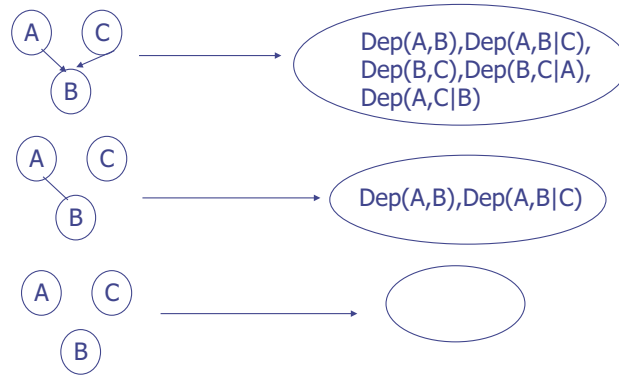 A
C
B
Dep(A,B),Dep(A,B|C),
Dep(B,C),Dep(B,C|A),
Dep(A,C|B)
A
C
B
Dep(A,B),Dep(A,B|C)
A
C
B